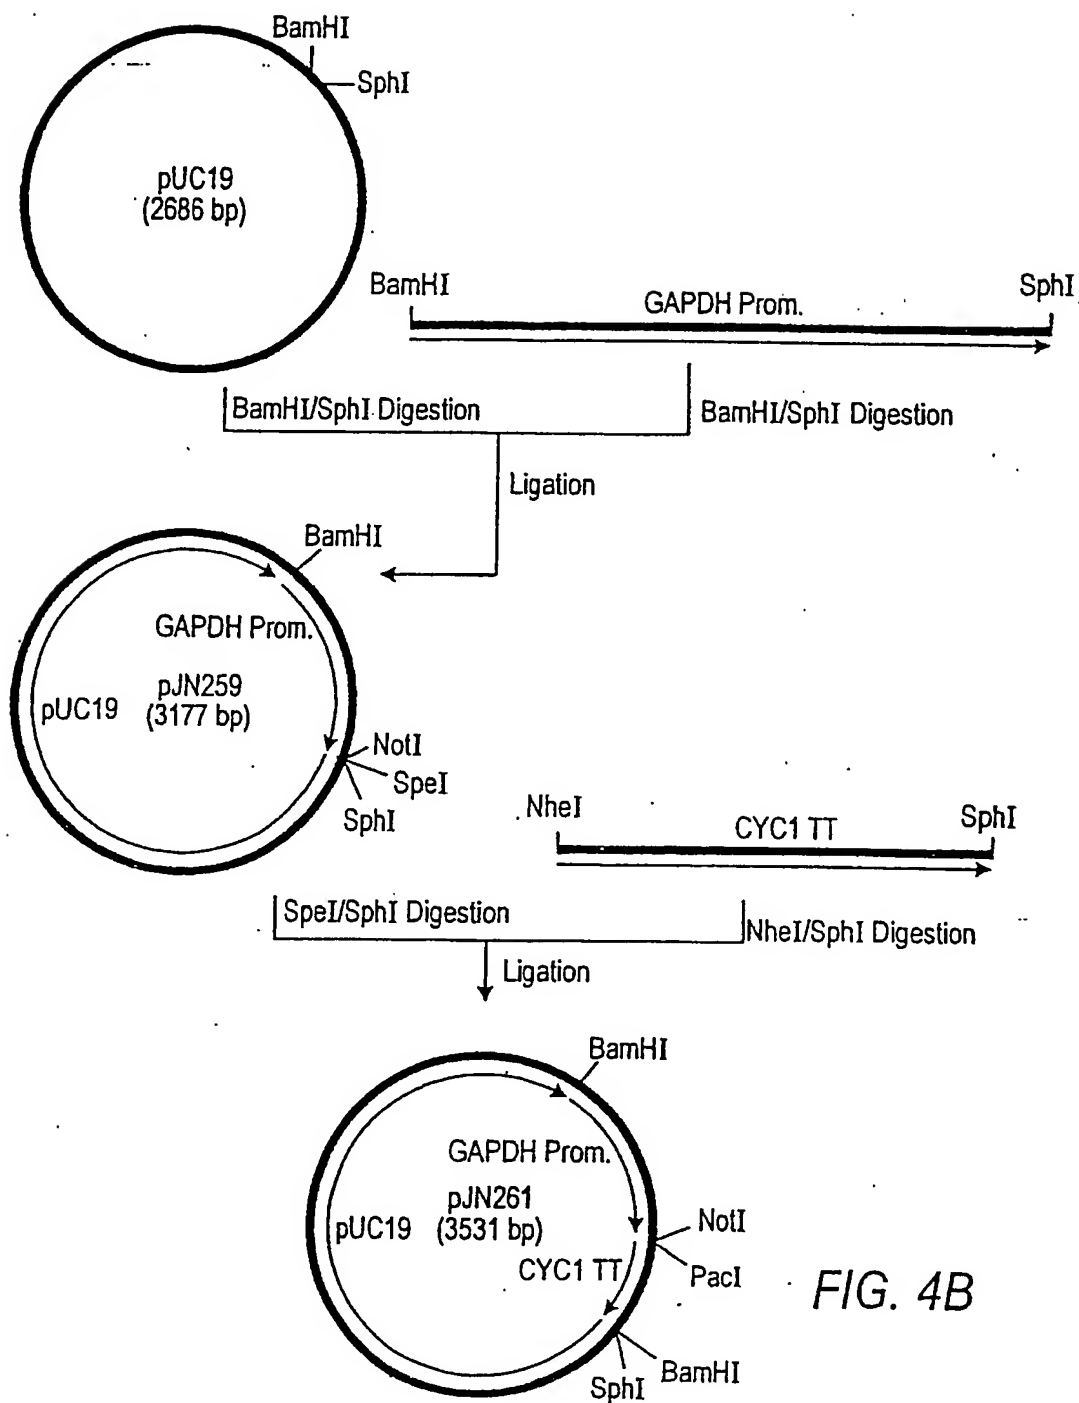 BamHI
SphI
pUC19
(2686 bp)
BamHI
GAPDH Prom.
SphI
BamHI/SphI Digestion
BamHI/SphI Digestion
Ligation
BamHI
GAPDH Prom.
pUC19
pJN259
(3177 bp)
NotI
SpeI
SphI
NheI
CYC1 TT
SphI
SpeI/SphI Digestion
NheI/SphI Digestion
Ligation
BamHI
GAPDH Prom.
pUC19
pJN261
(3531 bp)
NotI
CYC1 TT
PacI
FIG. 4B
BamHI
SphI